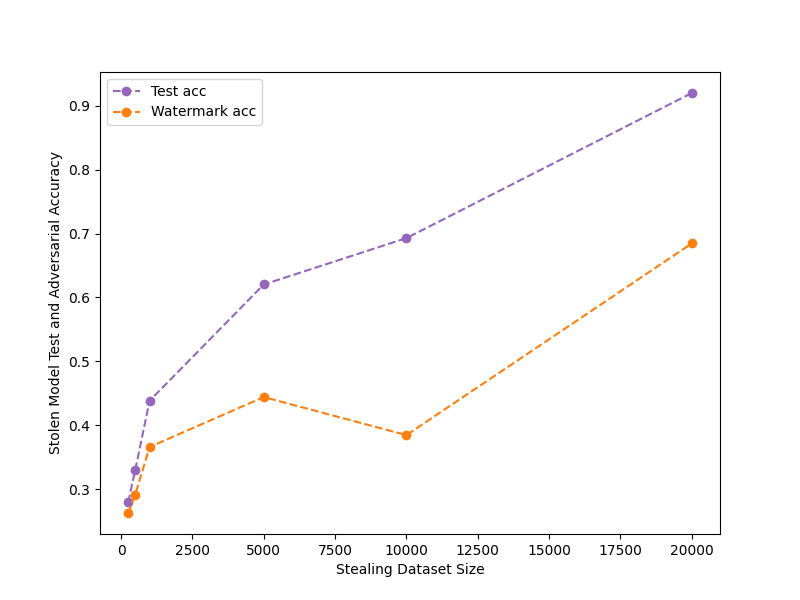 Test acc
Watermark acc
Stolen Model Test and Adversarial Accuracy
0.9
0.8
0.7
0.6
0.5
0.4
0.3
0 2500 5000 7500 10000 12500 15000 17500 20000
Stealing Dataset Size